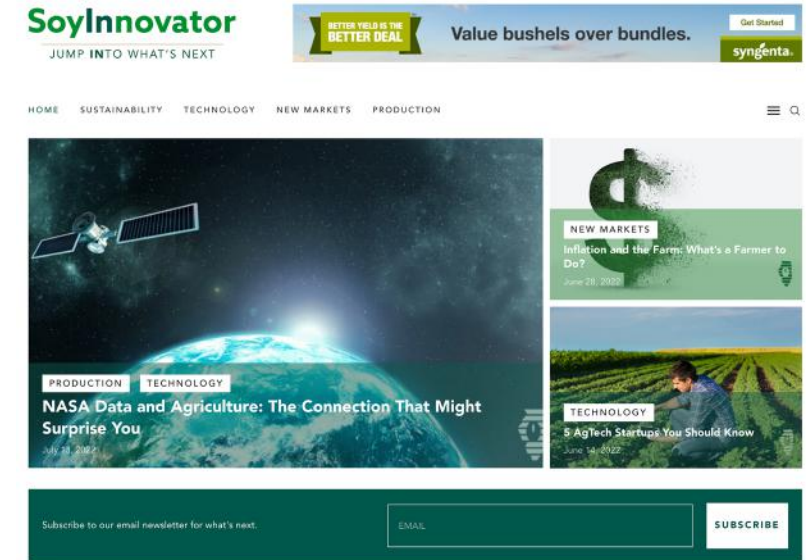 SoyInnovator
JUMP INTO WHAT'S NEXT
BETTER YIELD IS THE
BETTER DEAL
Value bushels over bundles.
Get Started
syngenta.
HOME SUSTAINABILITY TECHNOLOGY NEW MARKETS PRODUCTION
PRODUCTION TECHNOLOGY
NASA Data and Agriculture: The Connection That Might
Surprise You
2022
NEW MARKETS
Inflation and the Farm: What's a Farmer to
Do?
June 28, 2022
TECHNOLOGY
5 AgTech Startups You Should Know
June 14, 2022
Subscribe to our email newsletter for what's next.
EMAIL
SUBSCRIBE